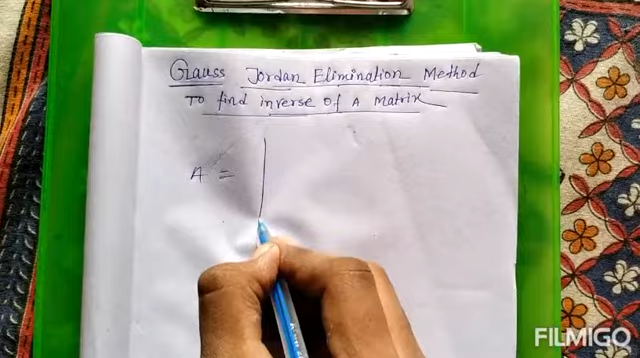 Gauss Jordan Elimination Method
To find inverse of A Matrix
A =
FILMIGO